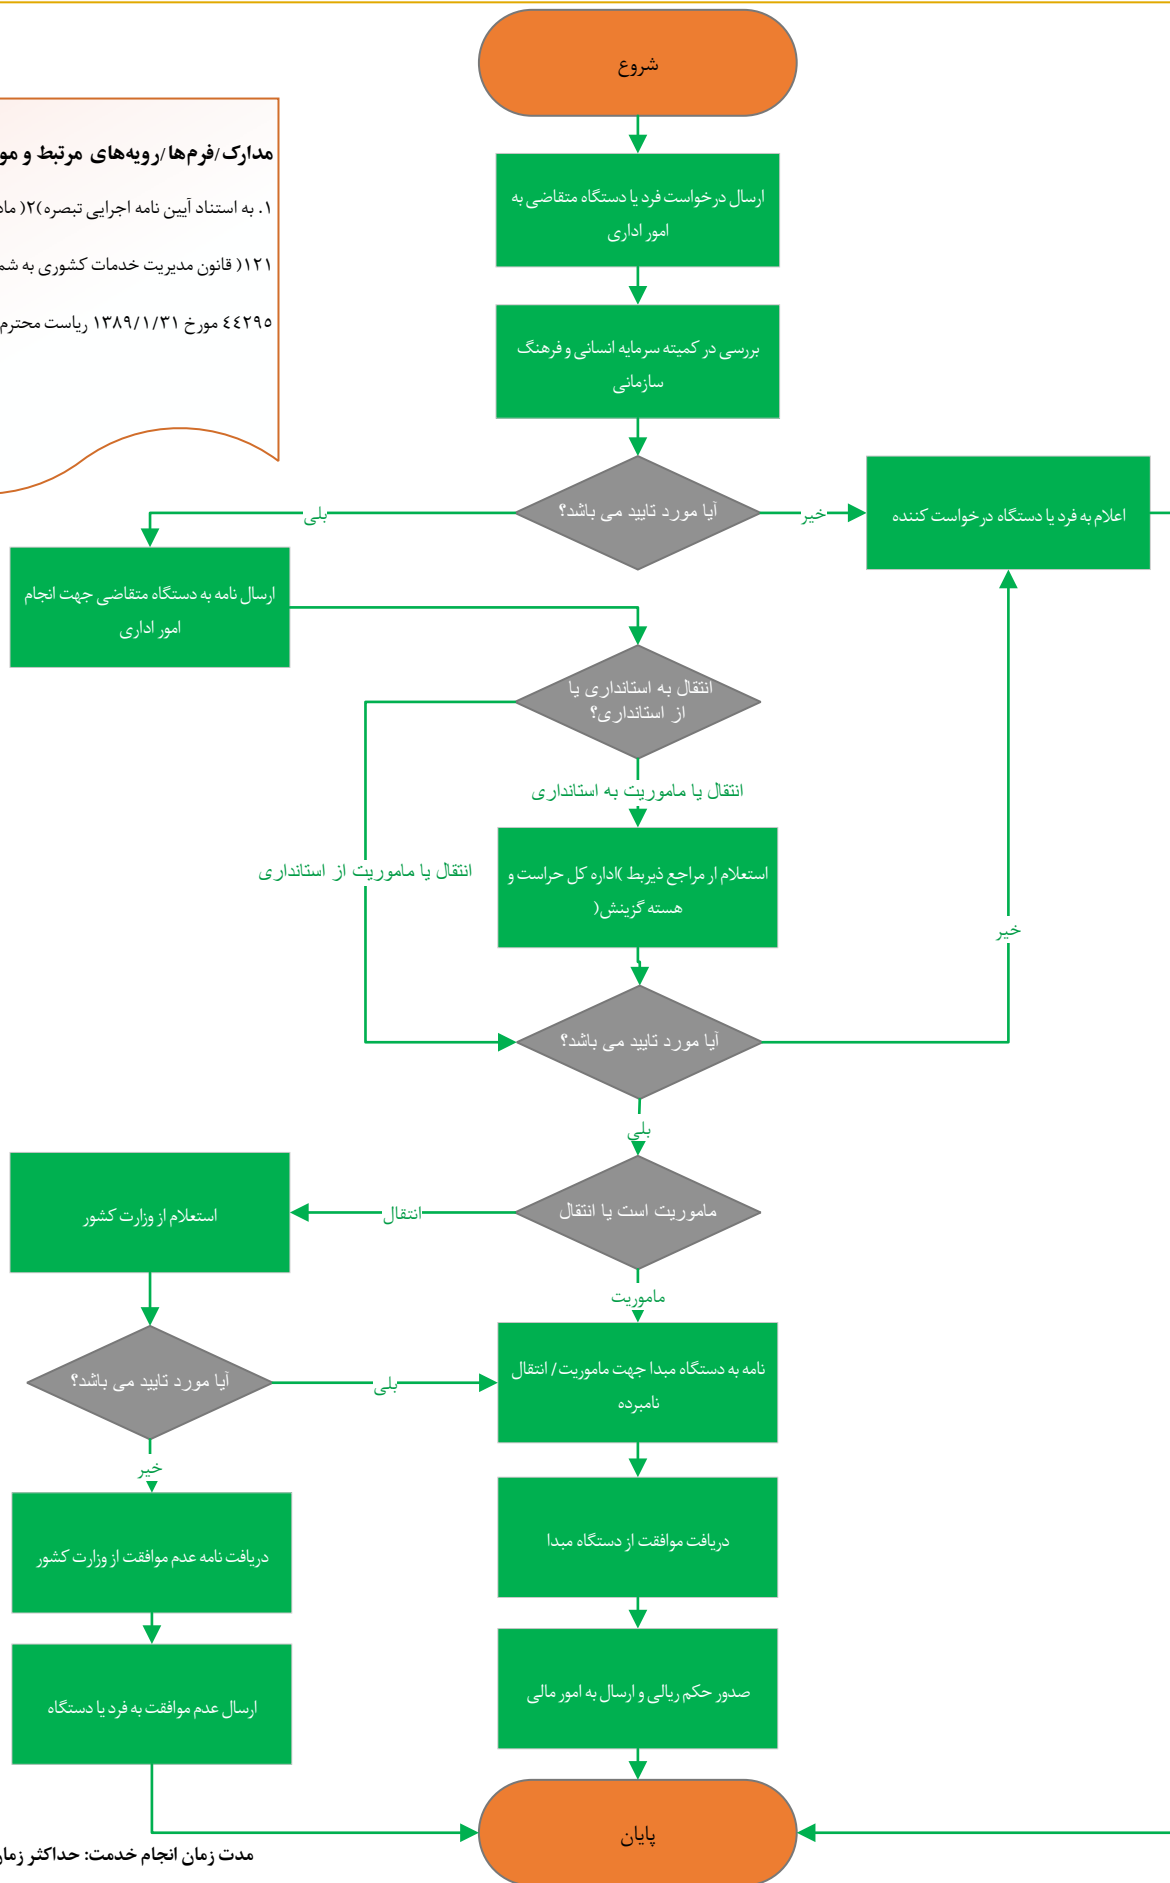 شروع
مدارک/فرم‌ها/رویه‌های مرتبط و
۱. به استناد آیین نامه اجرایی تبصره)۲(
۱۲۱( قانون مدیریت خدمات کشوری به
٤٤٢٩٥ مورخ ۱۳۸۹/۱/۳۱ ریاست محترم
ارسال درخواست فرد یا دستگاه متقاضی به
امور اداری
بررسی در کمیته سرمایه انسانی و فرهنگ
سازمانی
آیا مورد تایید می باشد؟
خیر
اعلام به فرد یا دستگاه درخواست کننده
بلی
ارسال نامه به دستگاه متقاضی جهت انجام
امور اداری
انتقال به استانداری یا
از استانداری؟
انتقال یا ماموریت به استانداری
انتقال یا ماموریت از استانداری
استعلام ار مراجع ذیربط )اداره کل حراست و
هسته گزینش(
خیر
آیا مورد تایید می باشد؟
بلی
ماموریت است یا انتقال
انتقال
استعلام از وزارت کشور
ماموریت
آیا مورد تایید می باشد؟
بلی
نامه به دستگاه مبدا جهت ماموریت/ انتقال
نامبرده
خیر
دریافت نامه عدم موافقت از وزارت کشور
دریافت موافقت از دستگاه مبدا
ارسال عدم موافقت به فرد یا دستگاه
صدور حکم ریالی و ارسال به امور مالی
پایان
مدت زمان انجام خدمت: حداکثر